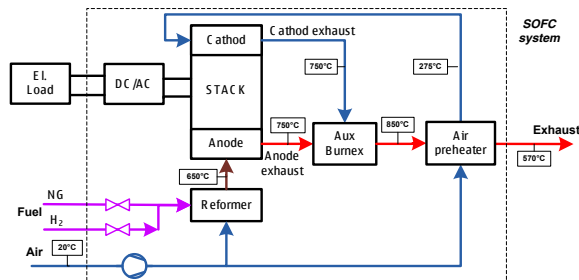 SOFC
system
Cathod
Cathod exhaust
750°C
275°C
El.
Load
DC/AC
STACK
Anode
750°C
Anode
exhaust
Aux
Burnex
850°C
Air
preheater
Exhaust
570°C
650°C
NG
Fuel
H2
Reformer
Air
20°C